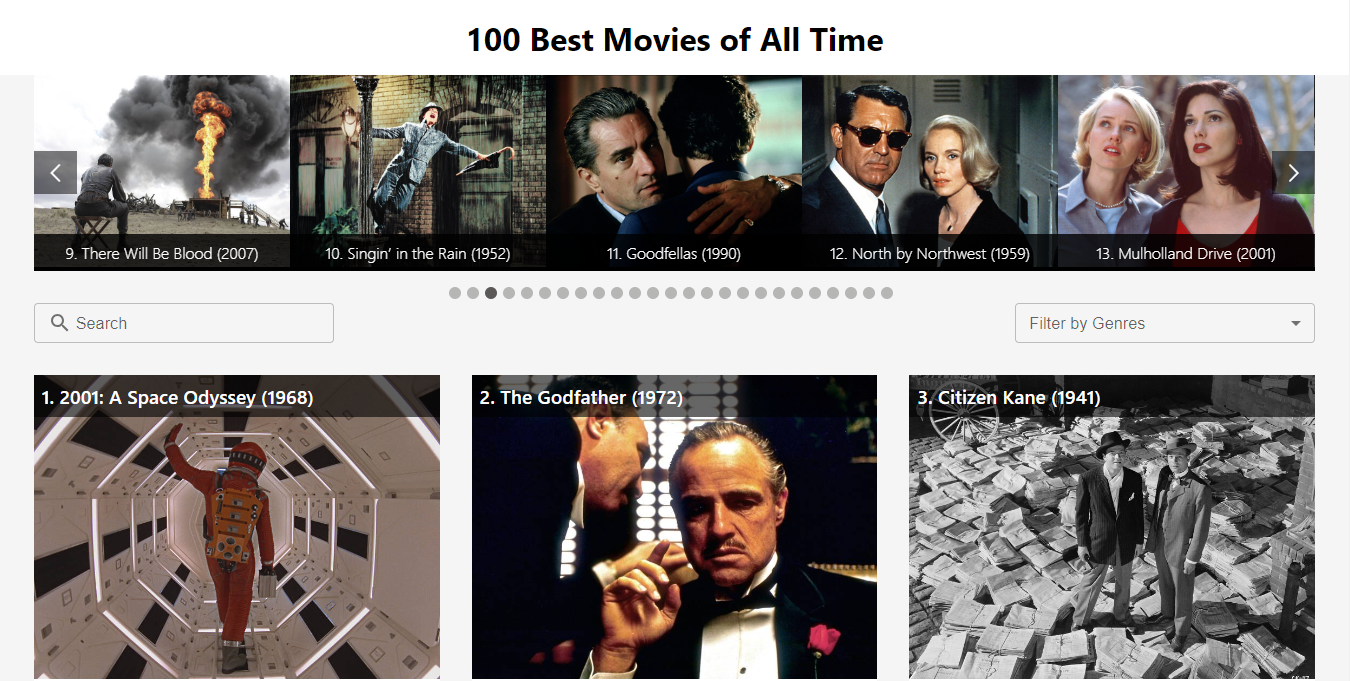 100 Best Movies of All Time
9. There Will Be Blood (2007)
10. Singin’ in the Rain (1952)
11. Goodfellas (1990)
12. North by Northwest (1959)
13. Mulholland Drive (2001)
Search
Filter by Genres
1. 2001: A Space Odyssey (1968)
2. The Godfather (1972)
3. Citizen Kane (1941)